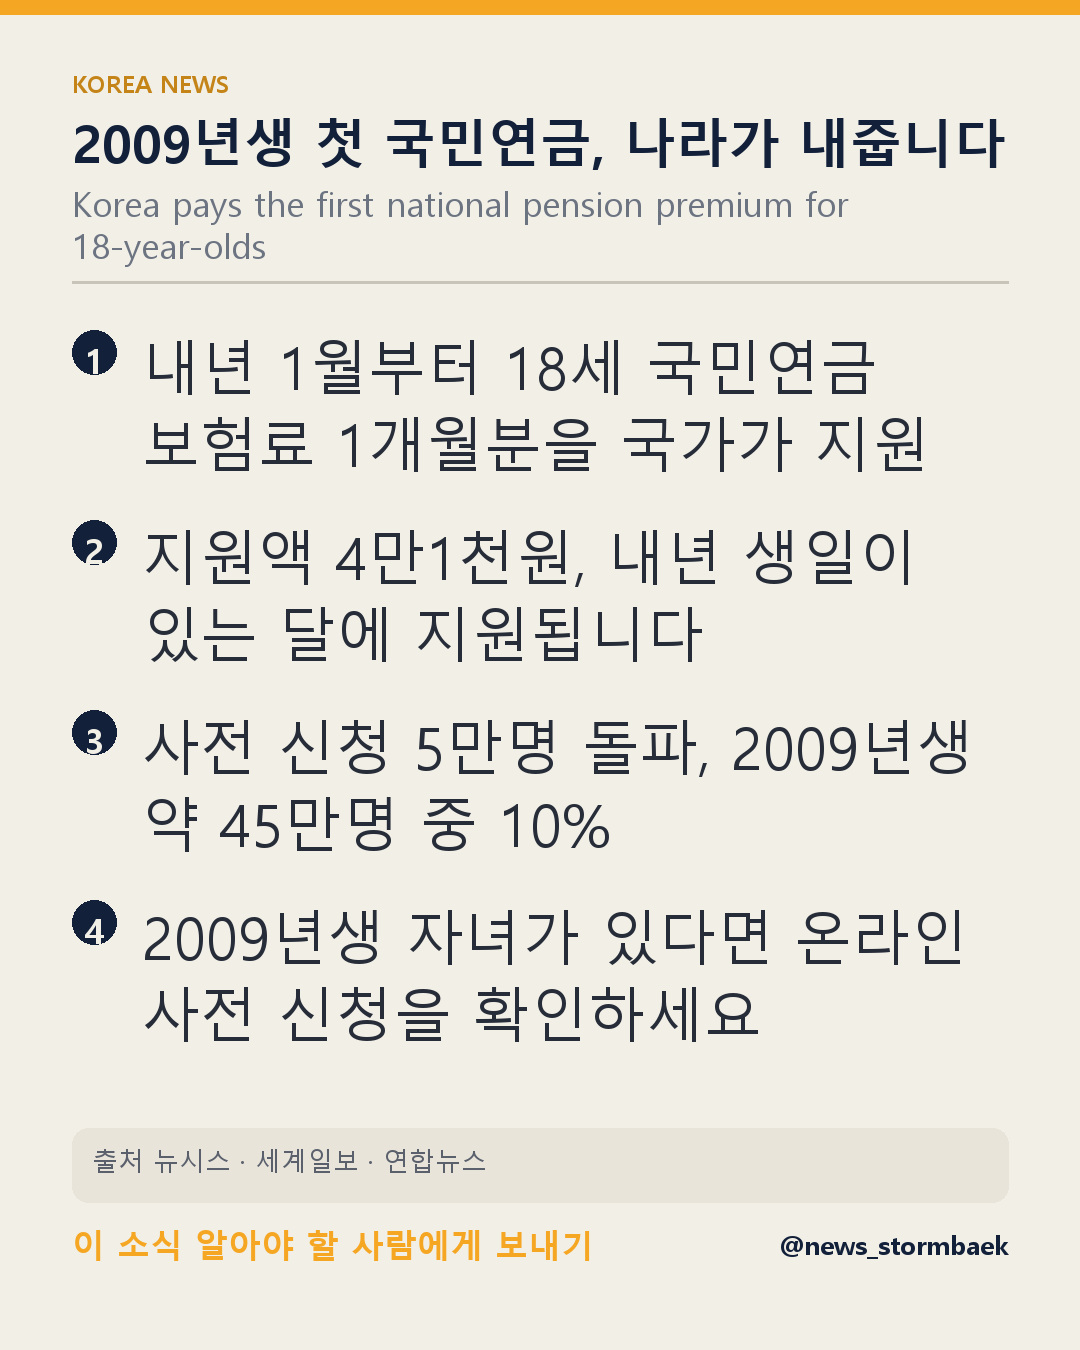 KOREA NEWS
2009년생 첫 국민연금, 나라가 내줍니다
Korea pays the first national pension premium for
18-year-olds
1 내년 1월부터 18세 국민연금
보험료 1개월분을 국가가 지원
2 지원액 4만1천원, 내년 생일이
있는 달에 지원됩니다
3 사전 신청 5만명 돌파, 2009년생
약 45만명 중 10%
4 2009년생 자녀가 있다면 온라인
사전 신청을 확인하세요
출처 뉴시스 · 세계일보 · 연합뉴스
이 소식 알아야 할 사람에게 보내기
@news_stormbaek